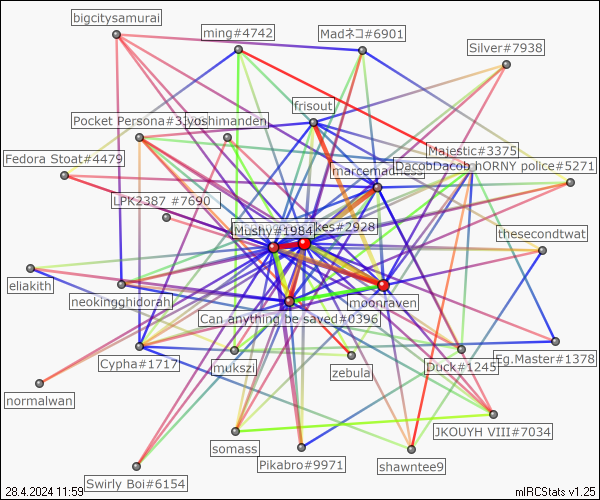 bigcitysamurai
ming#4742
Madネコ#6901
Silver#7938
frisout
Pocket Persona#33
yoshimanden
Majestic#3375
Fedora Stoat#4479
marcemadness
DacobDacob hORNY police#5271
LPK2387 #7690
Mushy#1984
kes#2928
thesecondtwat
eliakith
neokingghidorah
moonraven
Can anything be saved#0396
Cypha#1717
mukszi
zebula
Duck#1245
Eg.Master#1378
normalwan
somass
JKOUYH VIII#7034
Swirly Boi#6154
Pikabro#9971
shawntee9
28.4.2024 11:59
mIRCStats v1.25